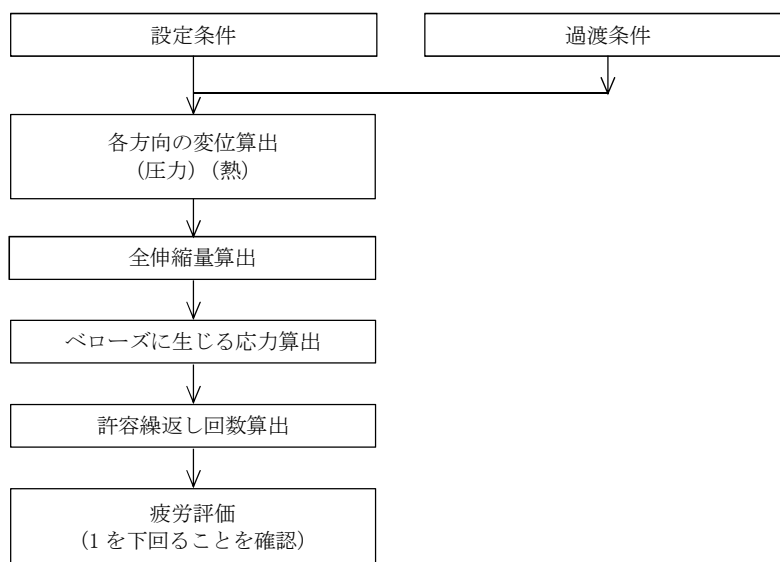 設定条件
過渡条件
各方向の変位算出
（圧力）（熱）
全伸縮量算出
ベローズに生じる応力算出
許容繰返し回数算出
疲労評価
（1 を下回ることを確認）